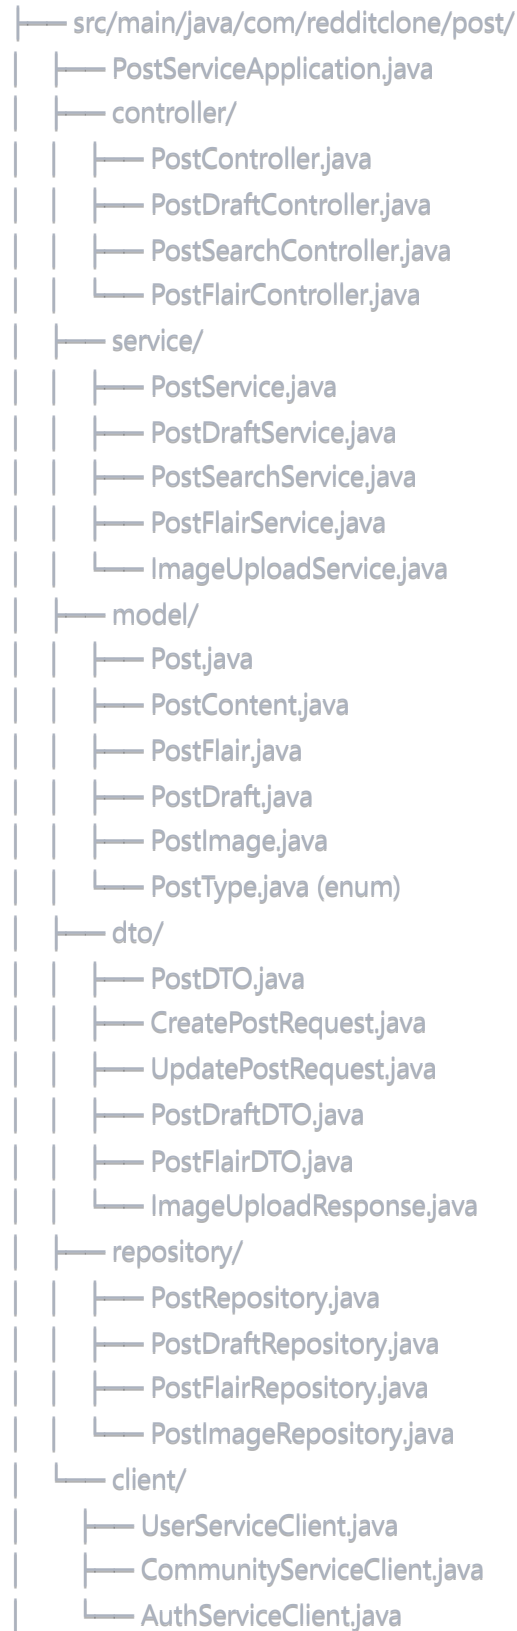 ├── src/main/java/com/redditclone/post/
│   ├── PostServiceApplication.java
│   ├── controller/
│   │   ├── PostController.java
│   │   ├── PostDraftController.java
│   │   ├── PostSearchController.java
│   │   └── PostFlairController.java
│   ├── service/
│   │   ├── PostService.java
│   │   ├── PostDraftService.java
│   │   ├── PostSearchService.java
│   │   ├── PostFlairService.java
│   │   └── ImageUploadService.java
│   ├── model/
│   │   ├── Post.java
│   │   ├── PostContent.java
│   │   ├── PostFlair.java
│   │   ├── PostDraft.java
│   │   ├── PostImage.java
│   │   └── PostType.java (enum)
│   ├── dto/
│   │   ├── PostDTO.java
│   │   ├── CreatePostRequest.java
│   │   ├── UpdatePostRequest.java
│   │   ├── PostDraftDTO.java
│   │   ├── PostFlairDTO.java
│   │   └── ImageUploadResponse.java
│   ├── repository/
│   │   ├── PostRepository.java
│   │   ├── PostDraftRepository.java
│   │   ├── PostFlairRepository.java
│   │   └── PostImageRepository.java
│   └── client/
│       ├── UserServiceClient.java
│       ├── CommunityServiceClient.java
│       └── AuthServiceClient.java